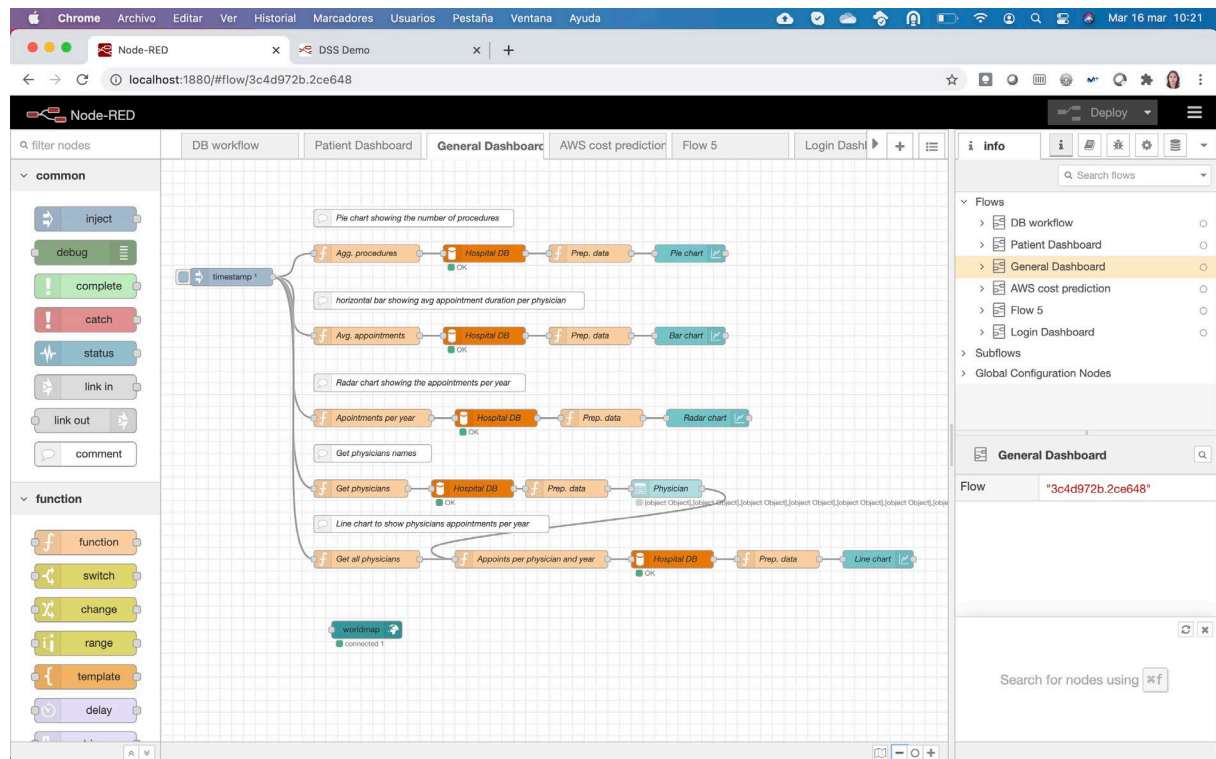 Chrome Archivo Editar Ver Historial Marcadores Usuarios Pestaña Ventana Ayuda Mar 16 mar 10:21
Node-RED DSS Demo
localhost:1880/#flow/3c4d972b.2ce648
Node-RED Deploy
filter nodes DB workflow Patient Dashboard General Dashboard AWS cost prediction Flow 5 Login Dashl info
common Search flows
inject
debug
complete
catch
status
link in
link out
comment
function
function
switch
change
range
template
delay
Pie chart showing the number of procedures
timestamp ¹
Agg. procedures Hospital DB Prep. data Pie chart
OK
horizontal bar showing avg appointment duration per physician
Avg. appointments Hospital DB Prep. data Bar chart
OK
Radar chart showing the appointments per year
Apointments per year Hospital DB Prep. data Radar chart
OK
Get physicians names
Get physicians Hospital DB Prep. data Physician
OK [object Object],[object Object],[object Object],[object Object],[object Object],[object Object],[obje
Line chart to show physicians appointments per year
Get all physicians Appoints per physician and year Hospital DB Prep. data Line chart
OK
worldmap
connected 1
Flows
DB workflow
Patient Dashboard
General Dashboard
AWS cost prediction
Flow 5
Login Dashboard
Subflows
Global Configuration Nodes
General Dashboard
Flow "3c4d972b.2ce648"
Search for nodes using ⌘f